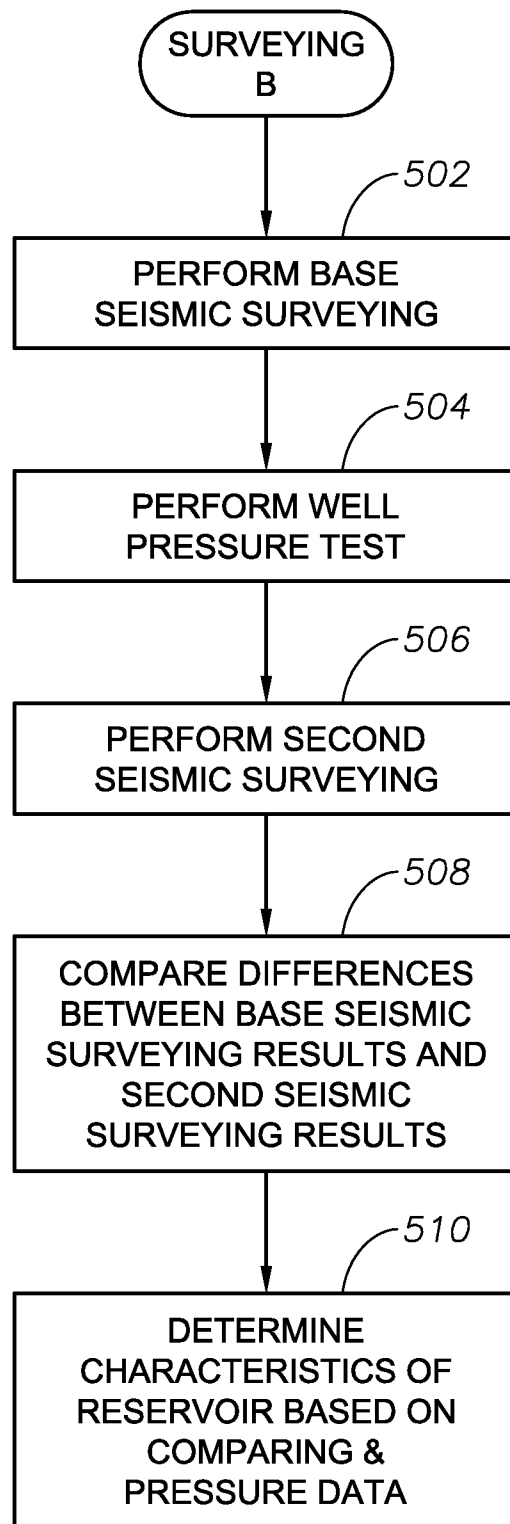 SURVEYING
B
502
PERFORM BASE
SEISMIC SURVEYING
504
PERFORM WELL
PRESSURE TEST
506
PERFORM SECOND
SEISMIC SURVEYING
508
COMPARE DIFFERENCES
BETWEEN BASE SEISMIC
SURVEYING RESULTS AND
SECOND SEISMIC
SURVEYING RESULTS
510
DETERMINE
CHARACTERISTICS OF
RESERVOIR BASED ON
COMPARING &
PRESSURE DATA